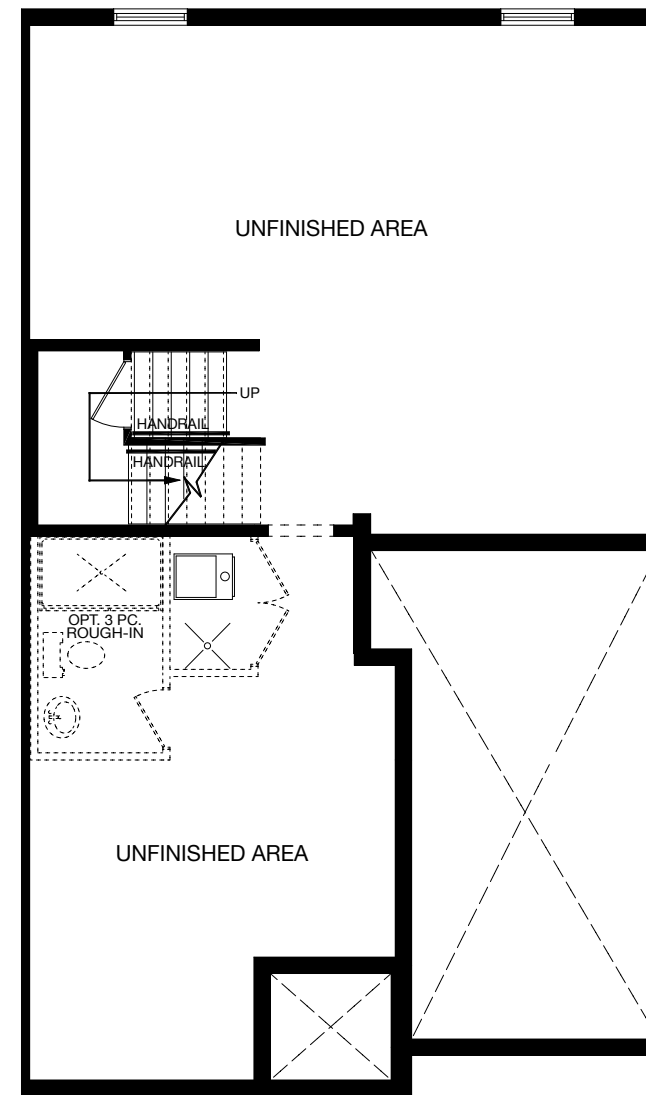 UNFINISHED AREA
UP
HANDRAIL
HANDRAIL
OPT. 3 PC.
ROUGH-IN
UNFINISHED AREA